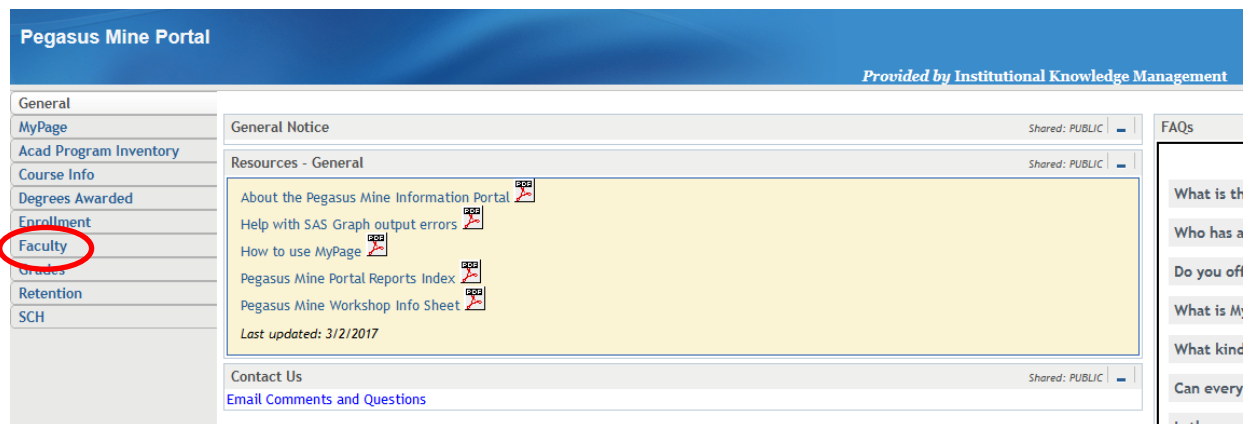 Pegasus Mine Portal
Provided by Institutional Knowledge Management
General
MyPage
Acad Program Inventory
Course Info
Degrees Awarded
Enrollment
Faculty
Grades
Retention
SCH
General Notice
Shared: PUBLIC
Resources - General
Shared: PUBLIC
About the Pegasus Mine Information Portal PDF
Help with SAS Graph output errors PDF
How to use MyPage PDF
Pegasus Mine Portal Reports Index PDF
Pegasus Mine Workshop Info Sheet PDF
Last updated: 3/2/2017
Contact Us
Shared: PUBLIC
Email Comments and Questions
FAQs
What is th
Who has a
Do you off
What is My
What kind
Can every